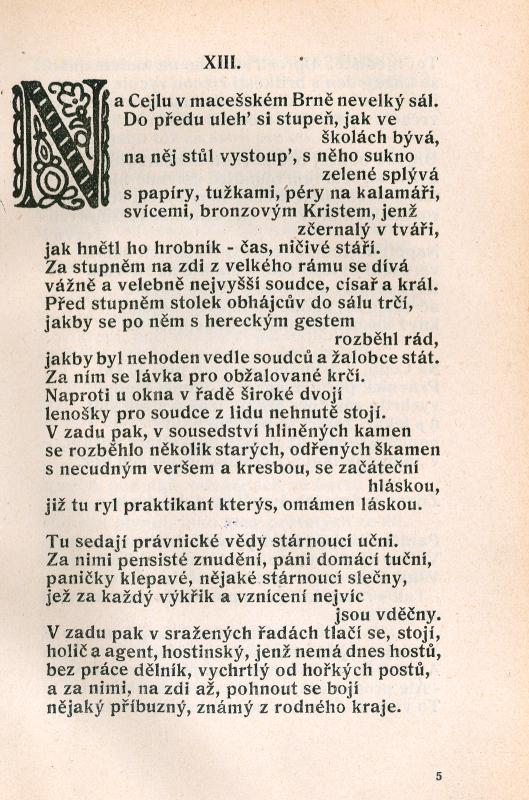 XIII.
Na Cejlu v macešském Brně nevelký sál.
Do předu uleh' si stupeň, jak ve
školách bývá,
na něj stůl vystoup', s něho sukno
zelené splývá
s papíry, tužkami, péry na kalamáři,
svícemi, bronzovým Kristem, jenž
zčernalý v tváři,
jak hnětl ho hrobník - čas, ničivé stáří.
Za stupněm na zdi z velkého rámu se dívá
vážně a velebně nejvyšší soudce, císař a král.
Před stupněm stolek obhájcův do sálu trčí,
jakby se po něm s hereckým gestem
rozběhl rád,
jakby byl nehoden vedle soudců a žalobce stát.
Za ním se lávka pro obžalované krčí.
Naproti u okna v řadě široké dvojí
lenošky pro soudce z lidu nehnutě stojí.
V zadu pak, v sousedství hliněných kamen
se rozběhlo několik starých, odřených škamen
s necudným veršem a kresbou, se začáteční
hláskou,
již tu ryl praktikant kterýs, omámen láskou.
Tu sedají právnické vědy stárnoucí učni.
Za nimi pensisté znudění, páni domácí tuční,
paničky klepavé, nějaké stárnoucí slečny,
jež za každý výkřik a vznícení nejvíc
jsou vděčny.
V zadu pak v sražených řadách tlačí se, stojí,
holič a agent, hostinský, jenž nemá dnes hostů,
bez práce dělník, vychrtlý od hořkých postů,
a za nimi, na zdi až, pohnout se bojí
nějaký příbuzný, známý z rodného kraje.
5